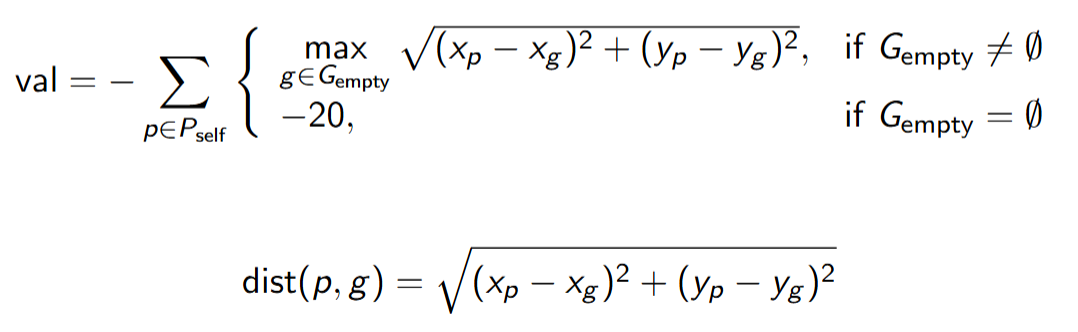 val = − ∑_{p∈P_self} { max_{g∈G_empty} √((x_p − x_g)² + (y_p − y_g)²), if G_empty ≠ ∅
−20, if G_empty = ∅
dist(p, g) = √((x_p − x_g)² + (y_p − y_g)²)